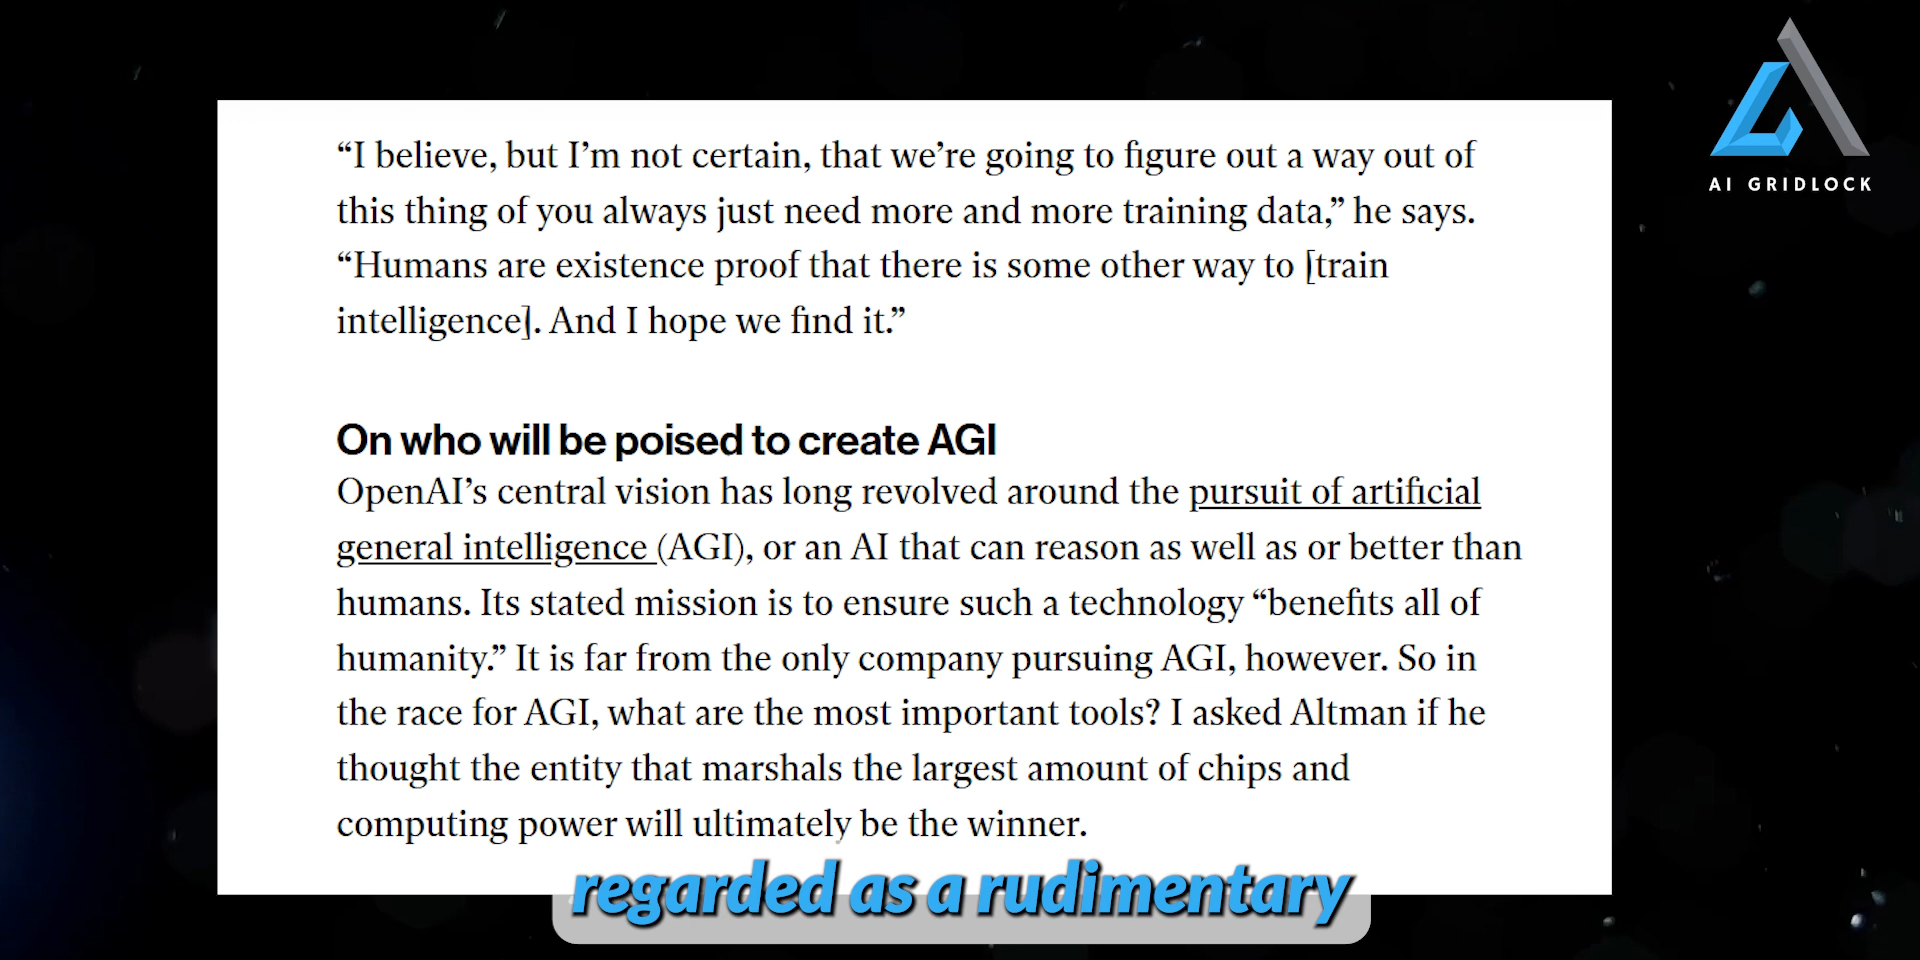 AI GRIDLOCK
“I believe, but I’m not certain, that we’re going to figure out a way out of
this thing of you always just need more and more training data,” he says.
“Humans are existence proof that there is some other way to [train
intelligence]. And I hope we find it.”
On who will be poised to create AGI
OpenAI’s central vision has long revolved around the pursuit of artificial
general intelligence (AGI), or an AI that can reason as well as or better than
humans. Its stated mission is to ensure such a technology “benefits all of
humanity.” It is far from the only company pursuing AGI, however. So in
the race for AGI, what are the most important tools? I asked Altman if he
thought the entity that marshals the largest amount of chips and
computing power will ultimately be the winner.
regarded as a rudimentary